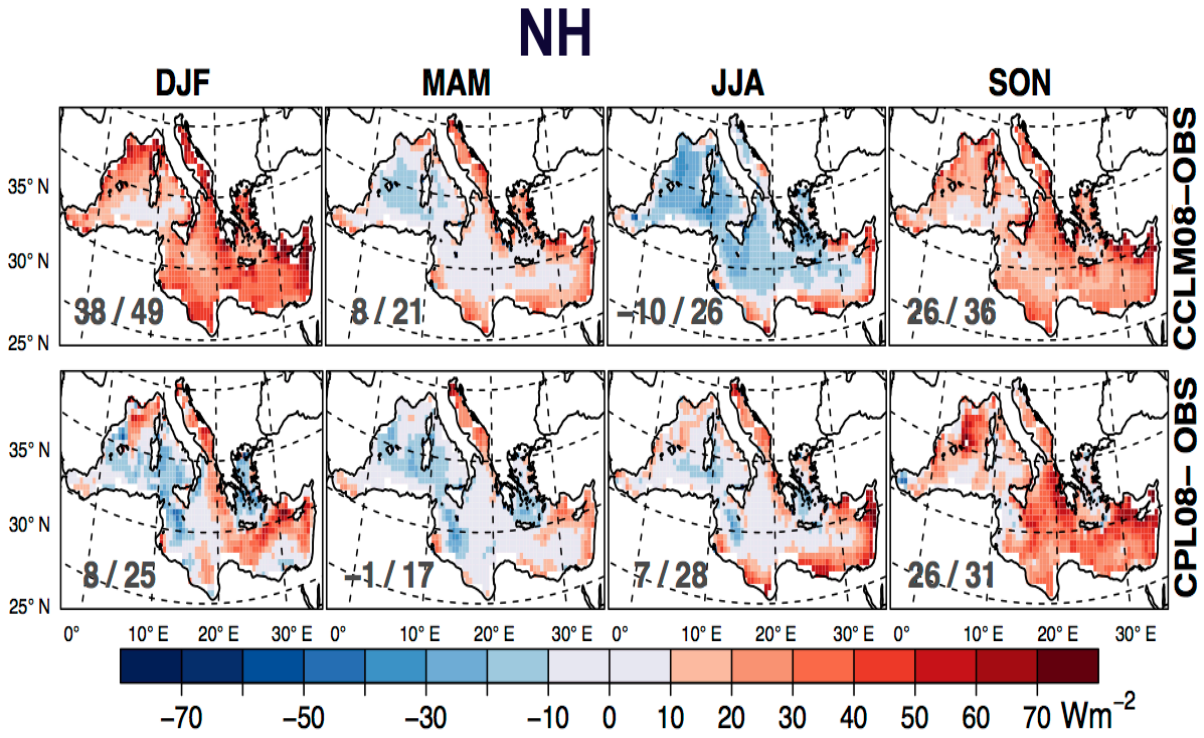 NH
DJF MAM JJA SON
35° N
30° N
25° N
38 / 49 8 / 21 −10 / 26 26 / 36
CCLM08−OBS
35° N
30° N
25° N
8 / 25 −1 / 17 7 / 28 26 / 31
CPL08− OBS
0° 10° E 20° E 30° E 0° 10° E 20° E 30° E 0° 10° E 20° E 30° E 0° 10° E 20° E 30° E
−70 −50 −30 −10 0 10 20 30 40 50 60 70 Wm−2